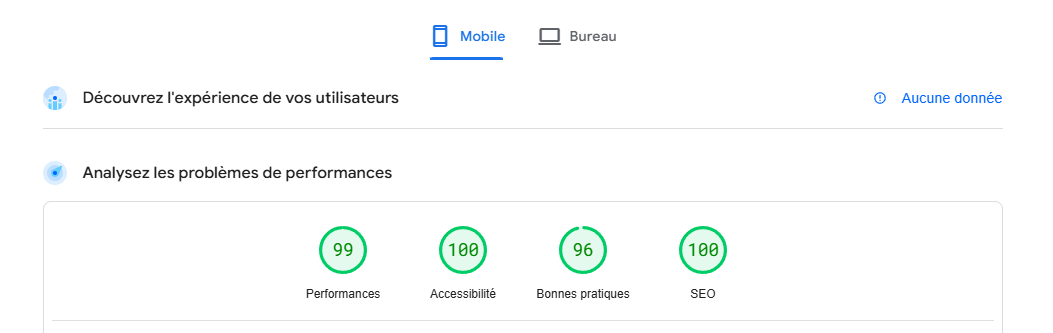 Mobile
Bureau
Découvrez l'expérience de vos utilisateurs
Aucune donnée
Analysez les problèmes de performances
99
100
96
100
Performances
Accessibilité
Bonnes pratiques
SEO